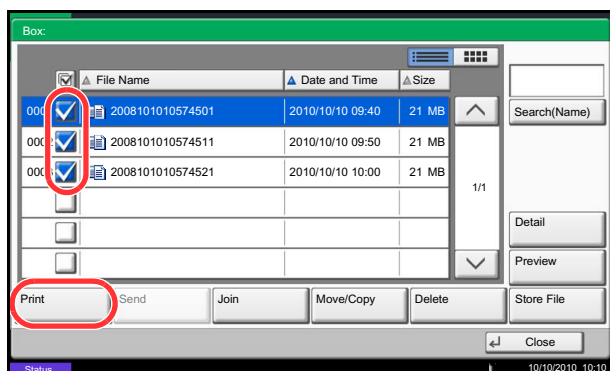 Box:
File Name Date and Time Size
2008101010574501 2010/10/10 09:40 21 MB
2008101010574511 2010/10/10 09:50 21 MB
2008101010574521 2010/10/10 10:00 21 MB
Search(Name)
1/1
Detail
Preview
Print Send Join Move/Copy Delete Store File
Close
Status 10/10/2010 10:10